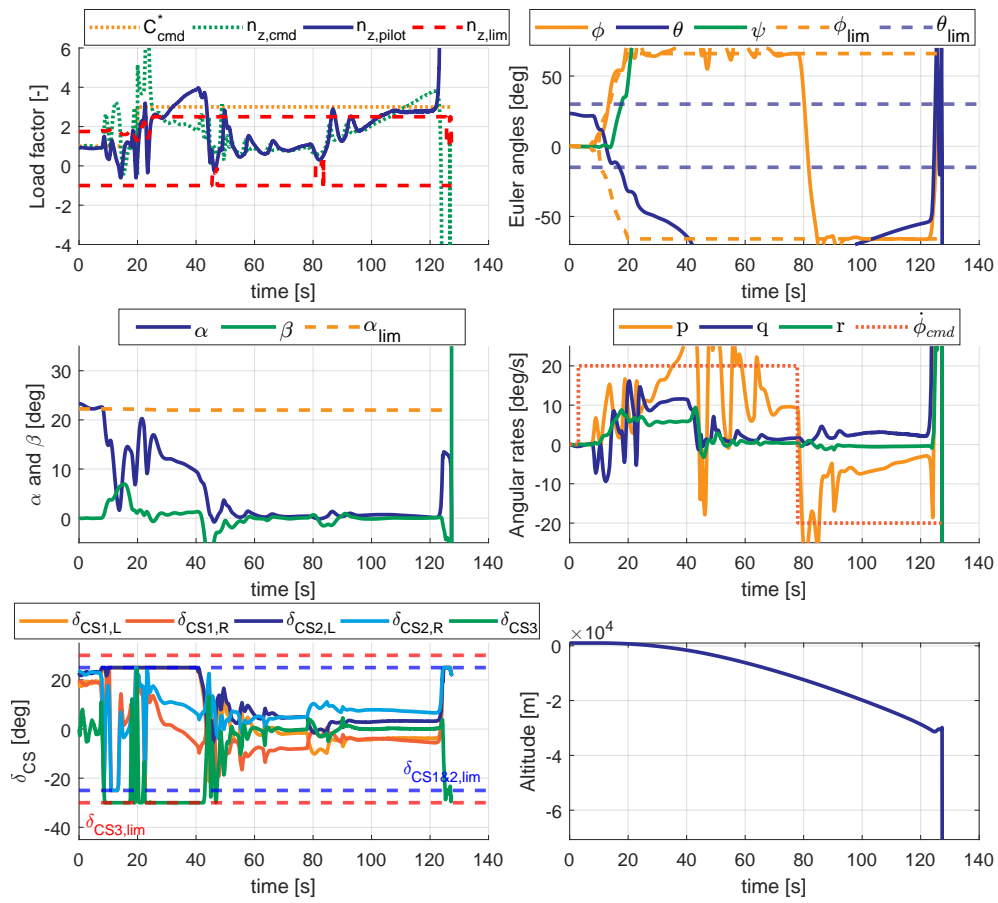 C*cmd nz,cmd nz,pilot nz,lim
6
4
2
0
-2
-4
Load factor [-]
0 20 40 60 80 100 120 140
time [s]
ϕ θ ψ ϕlim θlim
50
0
-50
Euler angles [deg]
0 20 40 60 80 100 120 140
time [s]
α β αlim
30
20
10
0
α and β [deg]
0 20 40 60 80 100 120 140
time [s]
p q r ϕ̇cmd
20
10
0
-10
-20
Angular rates [deg/s]
0 20 40 60 80 100 120 140
time [s]
δCS1,L δCS1,R δCS2,L δCS2,R δCS3
20
0
-20
-40
δCS [deg]
δCS1&2,lim
δCS3,lim
0 20 40 60 80 100 120 140
time [s]
×10⁴
0
-2
-4
-6
Altitude [m]
0 20 40 60 80 100 120 140
time [s]